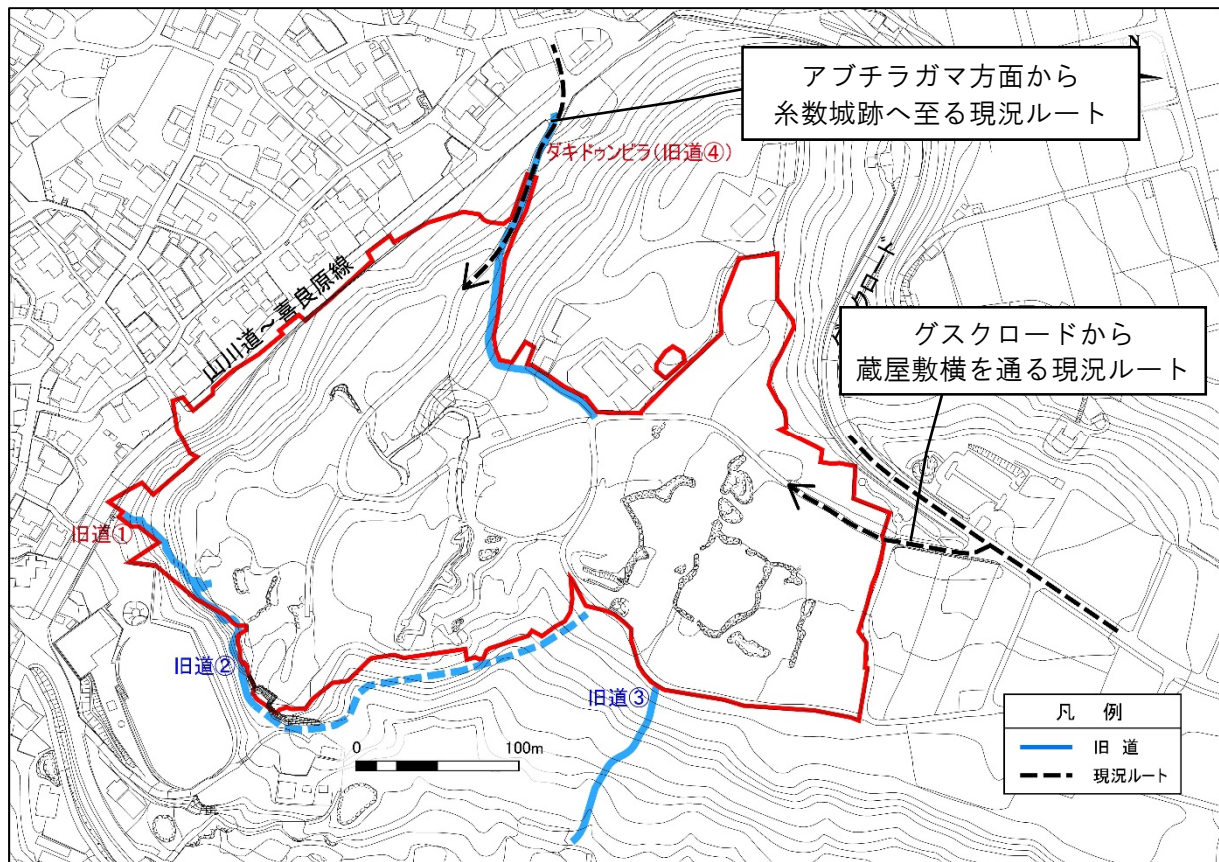 N
アブチラガマ方面から
糸数城跡へ至る現況ルート
ダキドゥンビラ(旧道④)
山川道~喜良原線
クロード
グスクロードから
蔵屋敷横を通る現況ルート
旧道①
旧道②
旧道③
0 100m
凡 例
旧 道
現況ルート